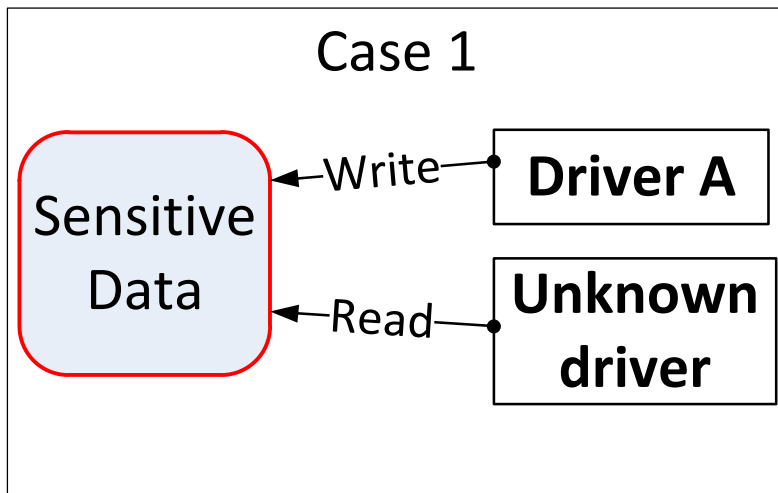 Case 1
Sensitive
Data
Write
Driver A
Read
Unknown
driver